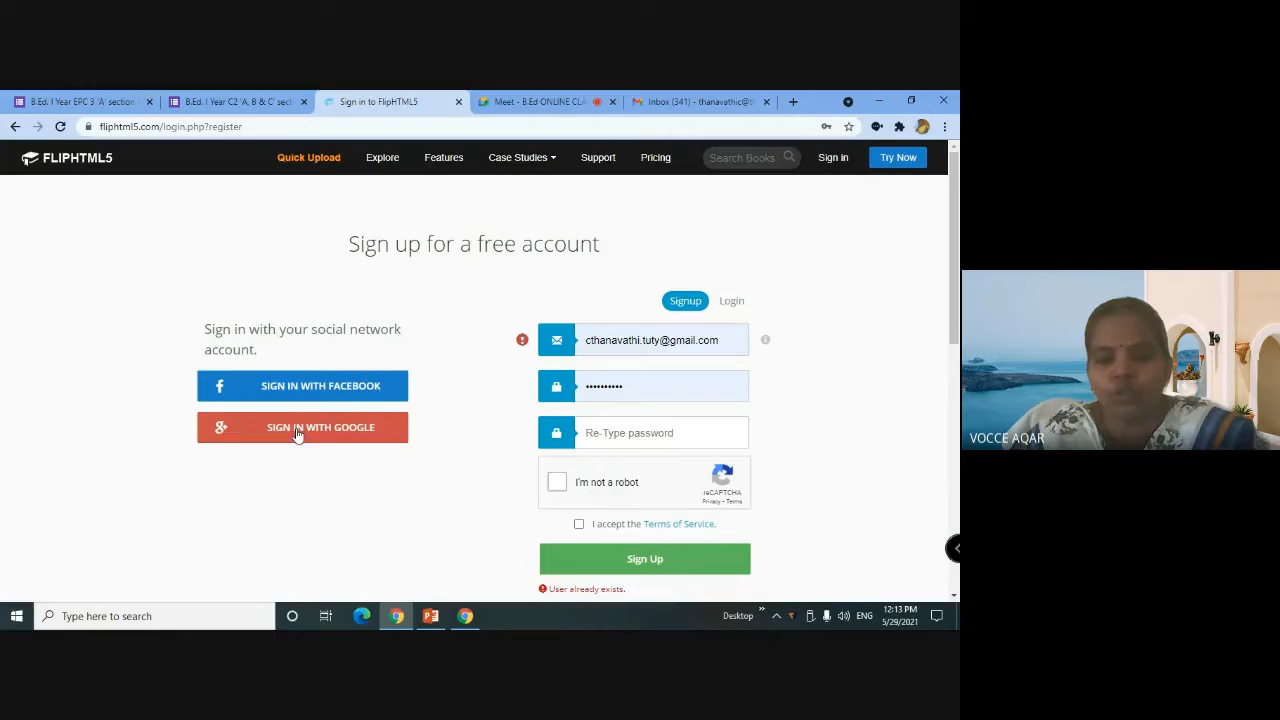 B.Ed. I Year EPC 3 'A' section
B.Ed. I Year C2 'A, B & C' sect
Sign in to FlipHTML5
Meet - B.Ed ONLINE CLA
Inbox (341) - thanavathic@t
fliphtml5.com/login.php?register
FLIPHTML5
Quick Upload
Explore
Features
Case Studies
Support
Pricing
Search Books
Sign in
Try Now
Sign up for a free account
Signup
Login
Sign in with your social network
account.
SIGN IN WITH FACEBOOK
SIGN IN WITH GOOGLE
cthanavathi.tuty@gmail.com
••••••••••
Re-Type password
I'm not a robot
reCAPTCHA
Privacy - Terms
I accept the Terms of Service.
Sign Up
User already exists.
VOCCE AQAR
Type here to search
Desktop
ENG
12:13 PM
5/29/2021